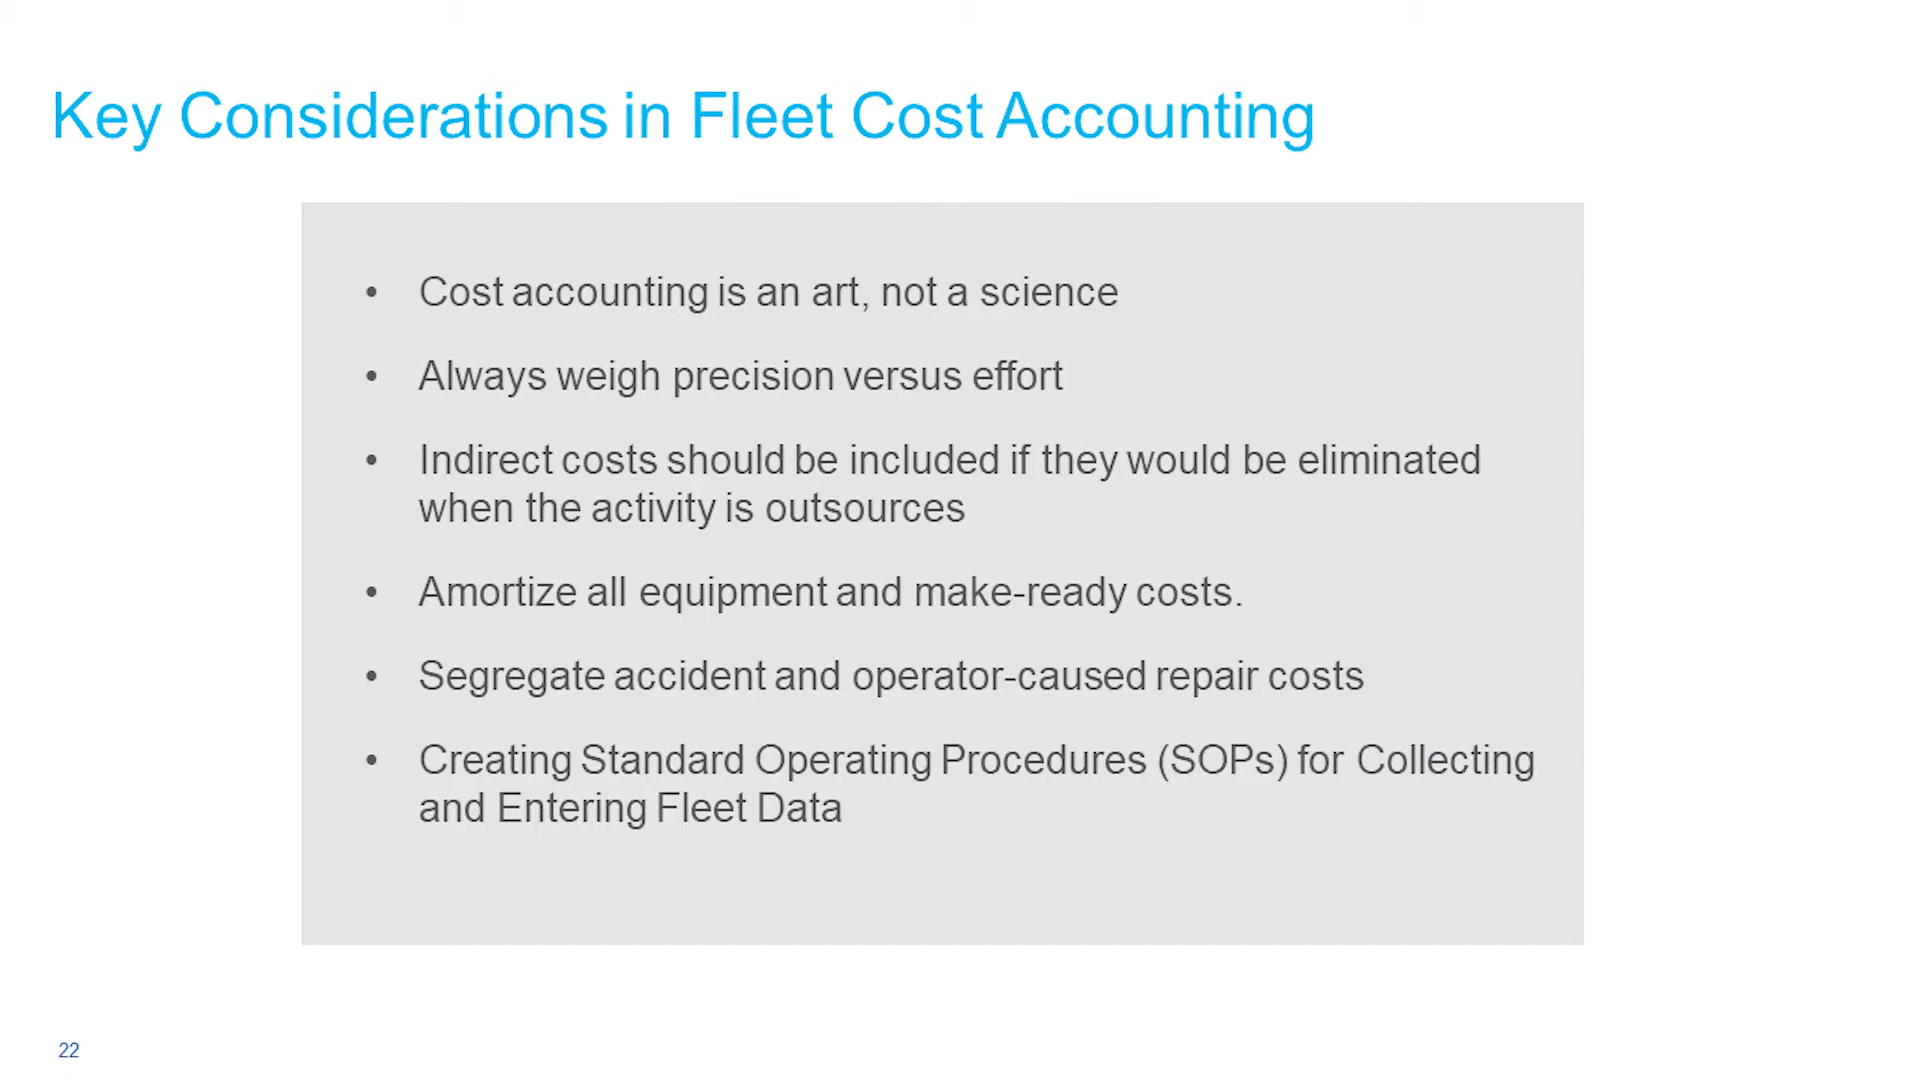 Key Considerations in Fleet Cost Accounting
• Cost accounting is an art, not a science
• Always weigh precision versus effort
• Indirect costs should be included if they would be eliminated
when the activity is outsources
• Amortize all equipment and make-ready costs.
• Segregate accident and operator-caused repair costs
• Creating Standard Operating Procedures (SOPs) for Collecting
and Entering Fleet Data
22